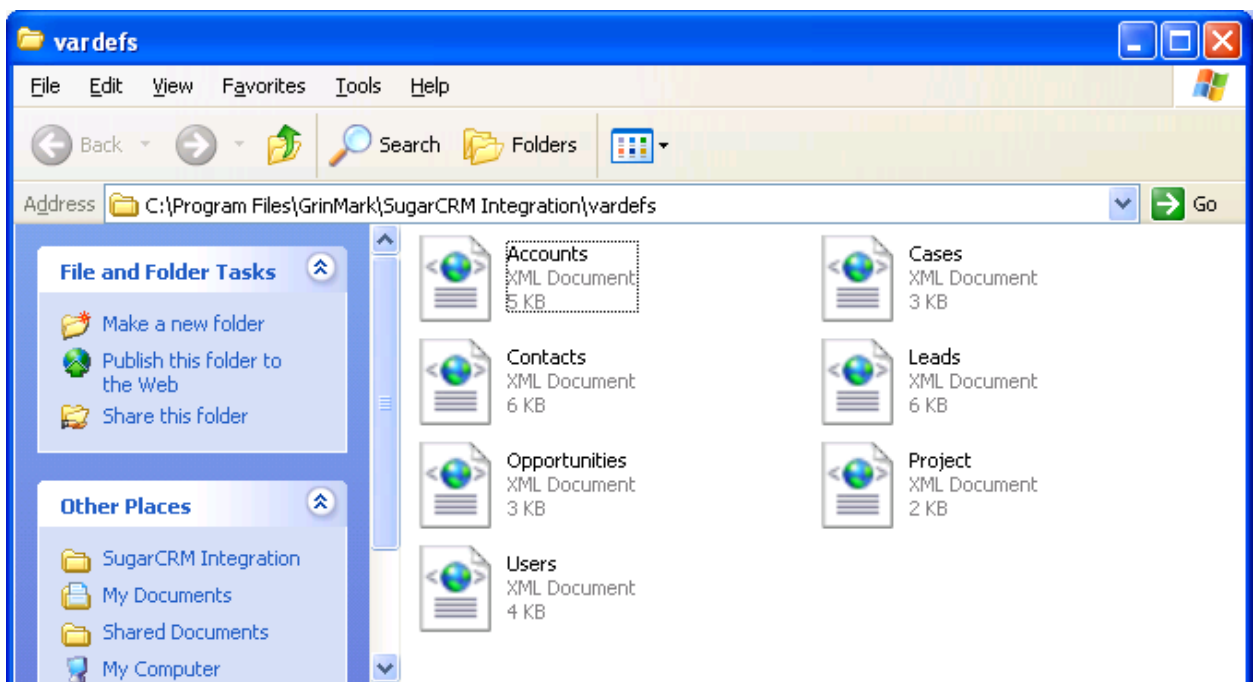 vardefs
File Edit View Favorites Tools Help
Back Search Folders
Address C:\Program Files\GrinMark\SugarCRM Integration\vardefs Go
File and Folder Tasks
Make a new folder
Publish this folder to
the Web
Share this folder
Other Places
SugarCRM Integration
My Documents
Shared Documents
My Computer
Accounts
XML Document
5 KB
Cases
XML Document
3 KB
Contacts
XML Document
6 KB
Leads
XML Document
6 KB
Opportunities
XML Document
3 KB
Project
XML Document
2 KB
Users
XML Document
4 KB